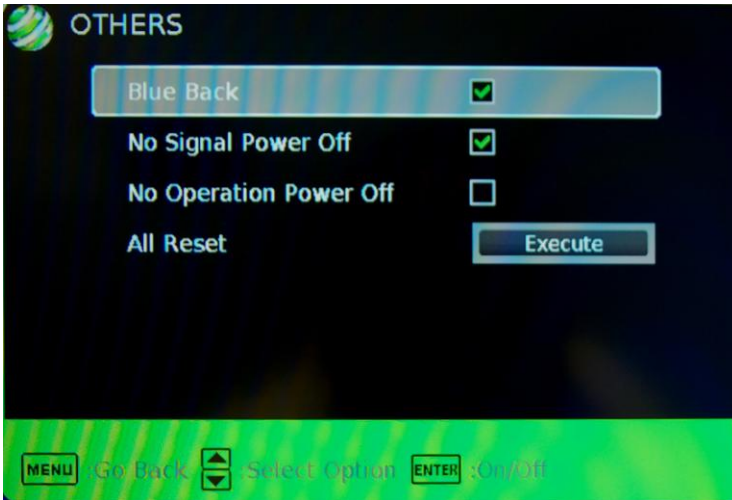 OTHERS
Blue Back
No Signal Power Off
No Operation Power Off
All Reset Execute
MENU :Go Back :Select Option ENTER :On/Off